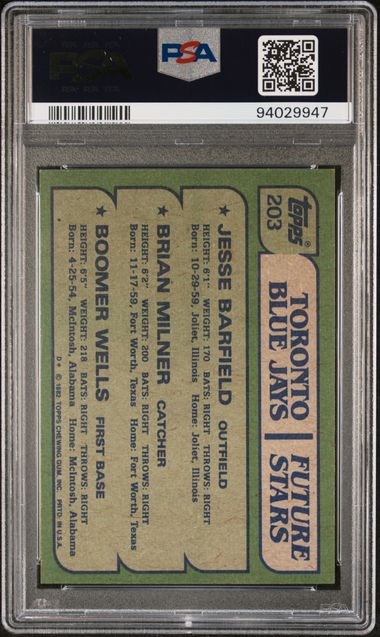 PSA
PSA
94029947
topps®
203
TORONTO BLUE JAYS
FUTURE STARS
★ JESSE BARFIELD OUTFIELD
HEIGHT: 6'1" WEIGHT: 170 BATS: RIGHT THROWS: RIGHT
Born: 10-29-59, Joliet, Illinois Home: Joliet, Illinois
★ BRIAN MILNER CATCHER
HEIGHT: 6'2" WEIGHT: 200 BATS: RIGHT THROWS: RIGHT
Born: 11-17-59, Fort Worth, Texas Home: Fort Worth, Texas
★ BOOMER WELLS FIRST BASE
HEIGHT: 6'5" WEIGHT: 218 BATS: RIGHT THROWS: RIGHT
Born: 4-25-54, McIntosh, Alabama Home: McIntosh, Alabama
D* © 1982 TOPPS CHEWING GUM, INC. PRTD. IN U.S.A.
PSA